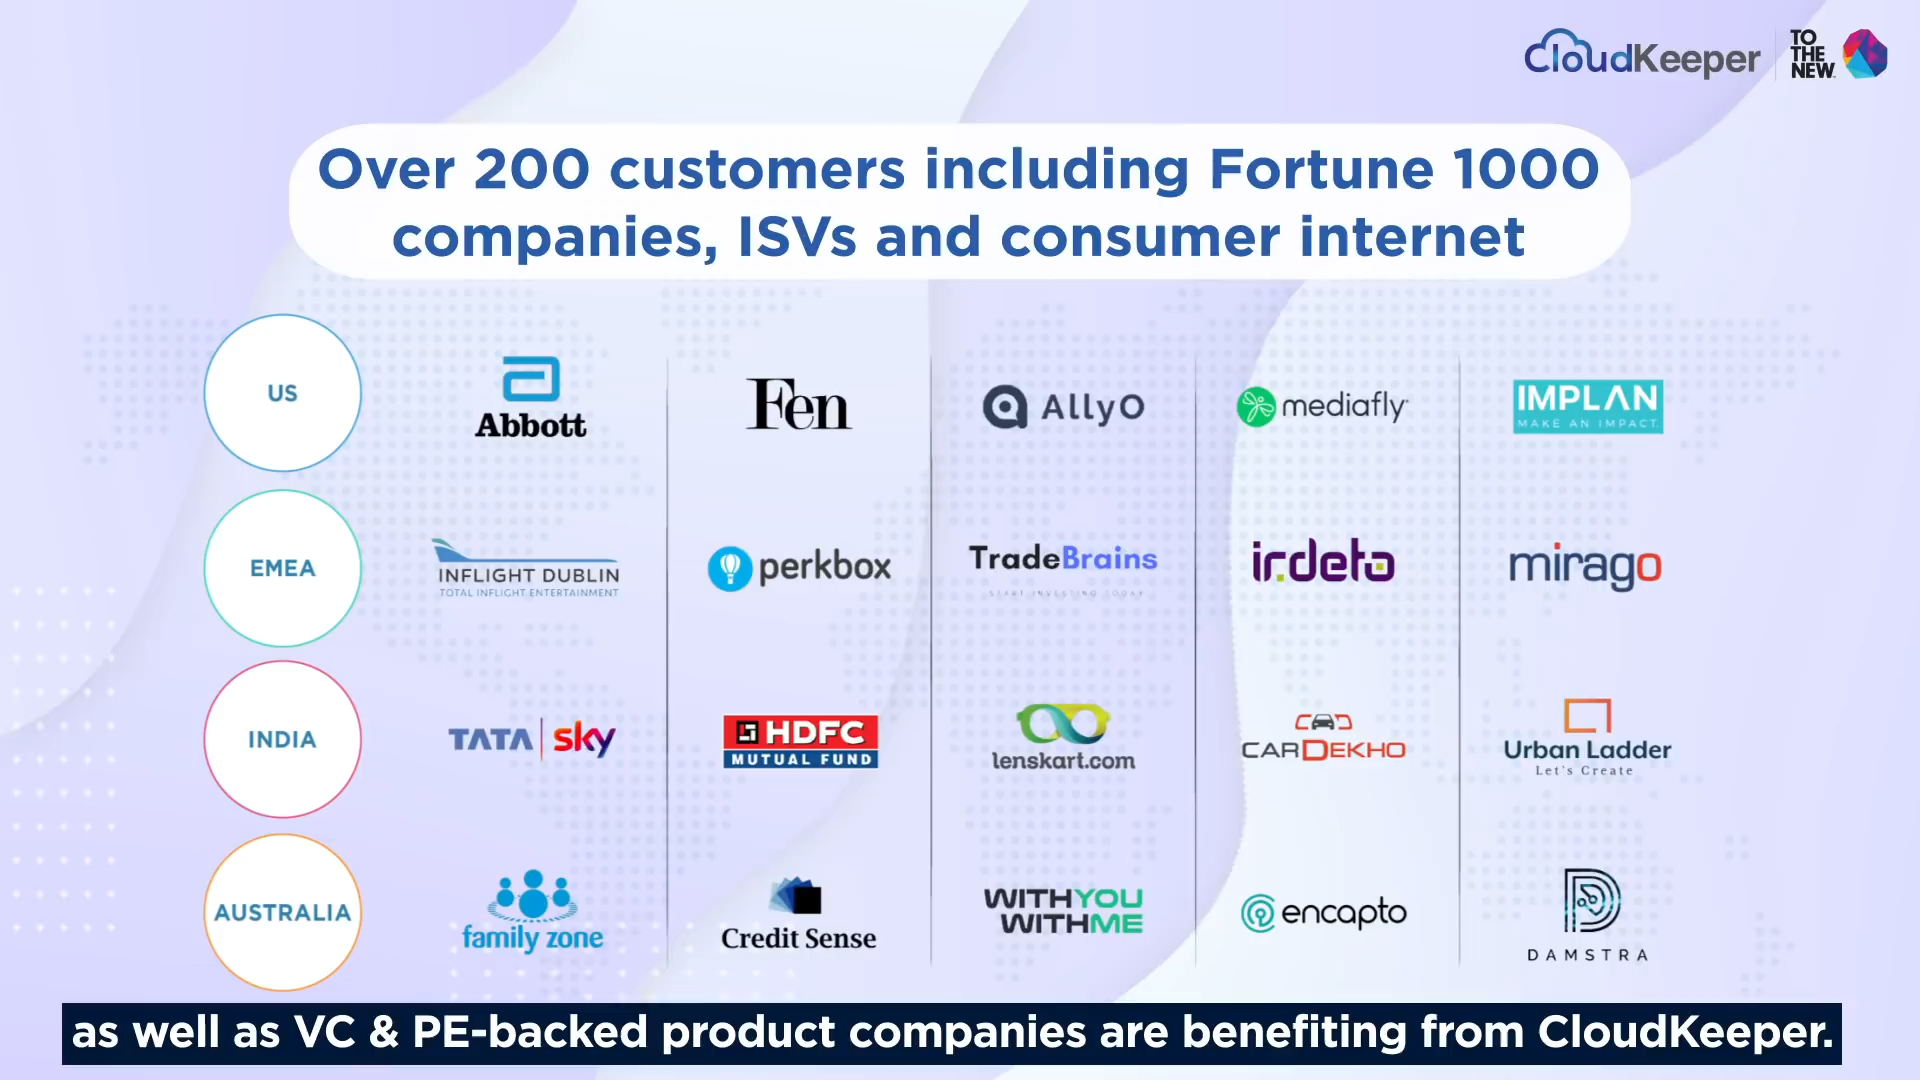 CloudKeeper
TO
THE
NEW
Over 200 customers including Fortune 1000
companies, ISVs and consumer internet
US
Abbott
Fen
AllyO
mediafly
IMPLAN
MAKE AN IMPACT.
EMEA
INFLIGHT DUBLIN
TOTAL INFLIGHT ENTERTAINMENT
perkbox
TradeBrains
START INVESTING TODAY
irdeto
mirago
INDIA
TATA sky
HDFC
MUTUAL FUND
lenskart.com
CARDEKHO
Urban Ladder
Let's Create
AUSTRALIA
family zone
Credit Sense
WITHYOU
WITHME
encapto
DAMSTRA
as well as VC & PE-backed product companies are benefiting from CloudKeeper.